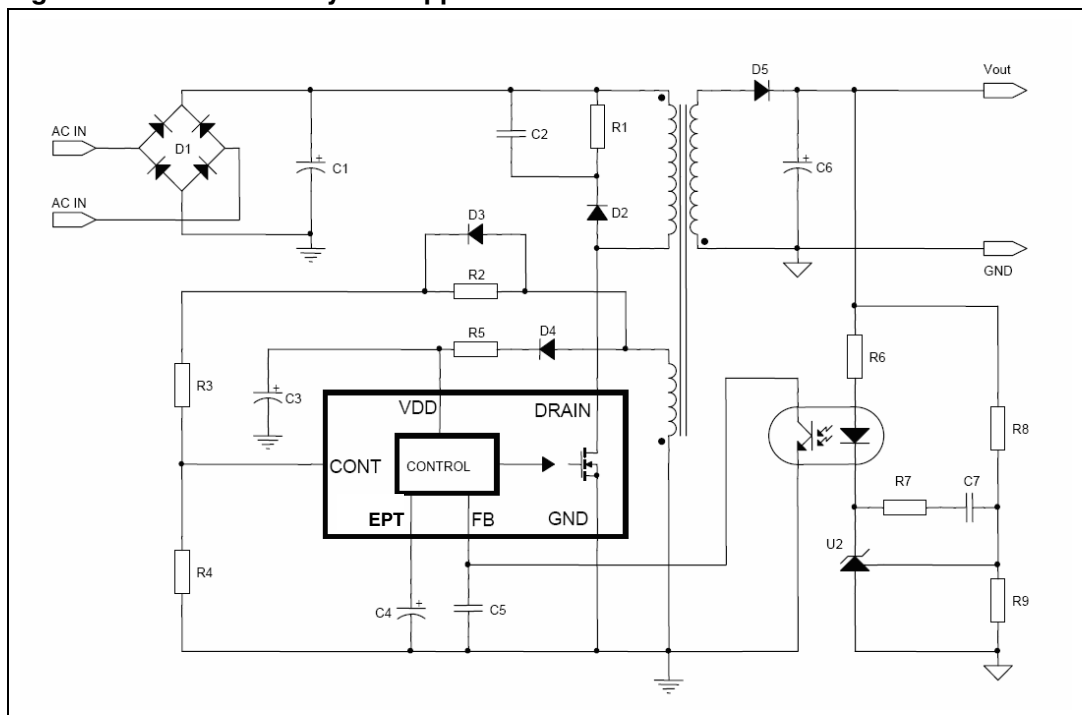 D5
Vout
AC IN
D1
C1
C2
R1
C6
AC IN
D2
D3
GND
R2
R5
D4
R6
R3
C3
VDD
DRAIN
R8
CONT
CONTROL
R7
C7
EPT
FB
GND
U2
R4
C4
C5
R9